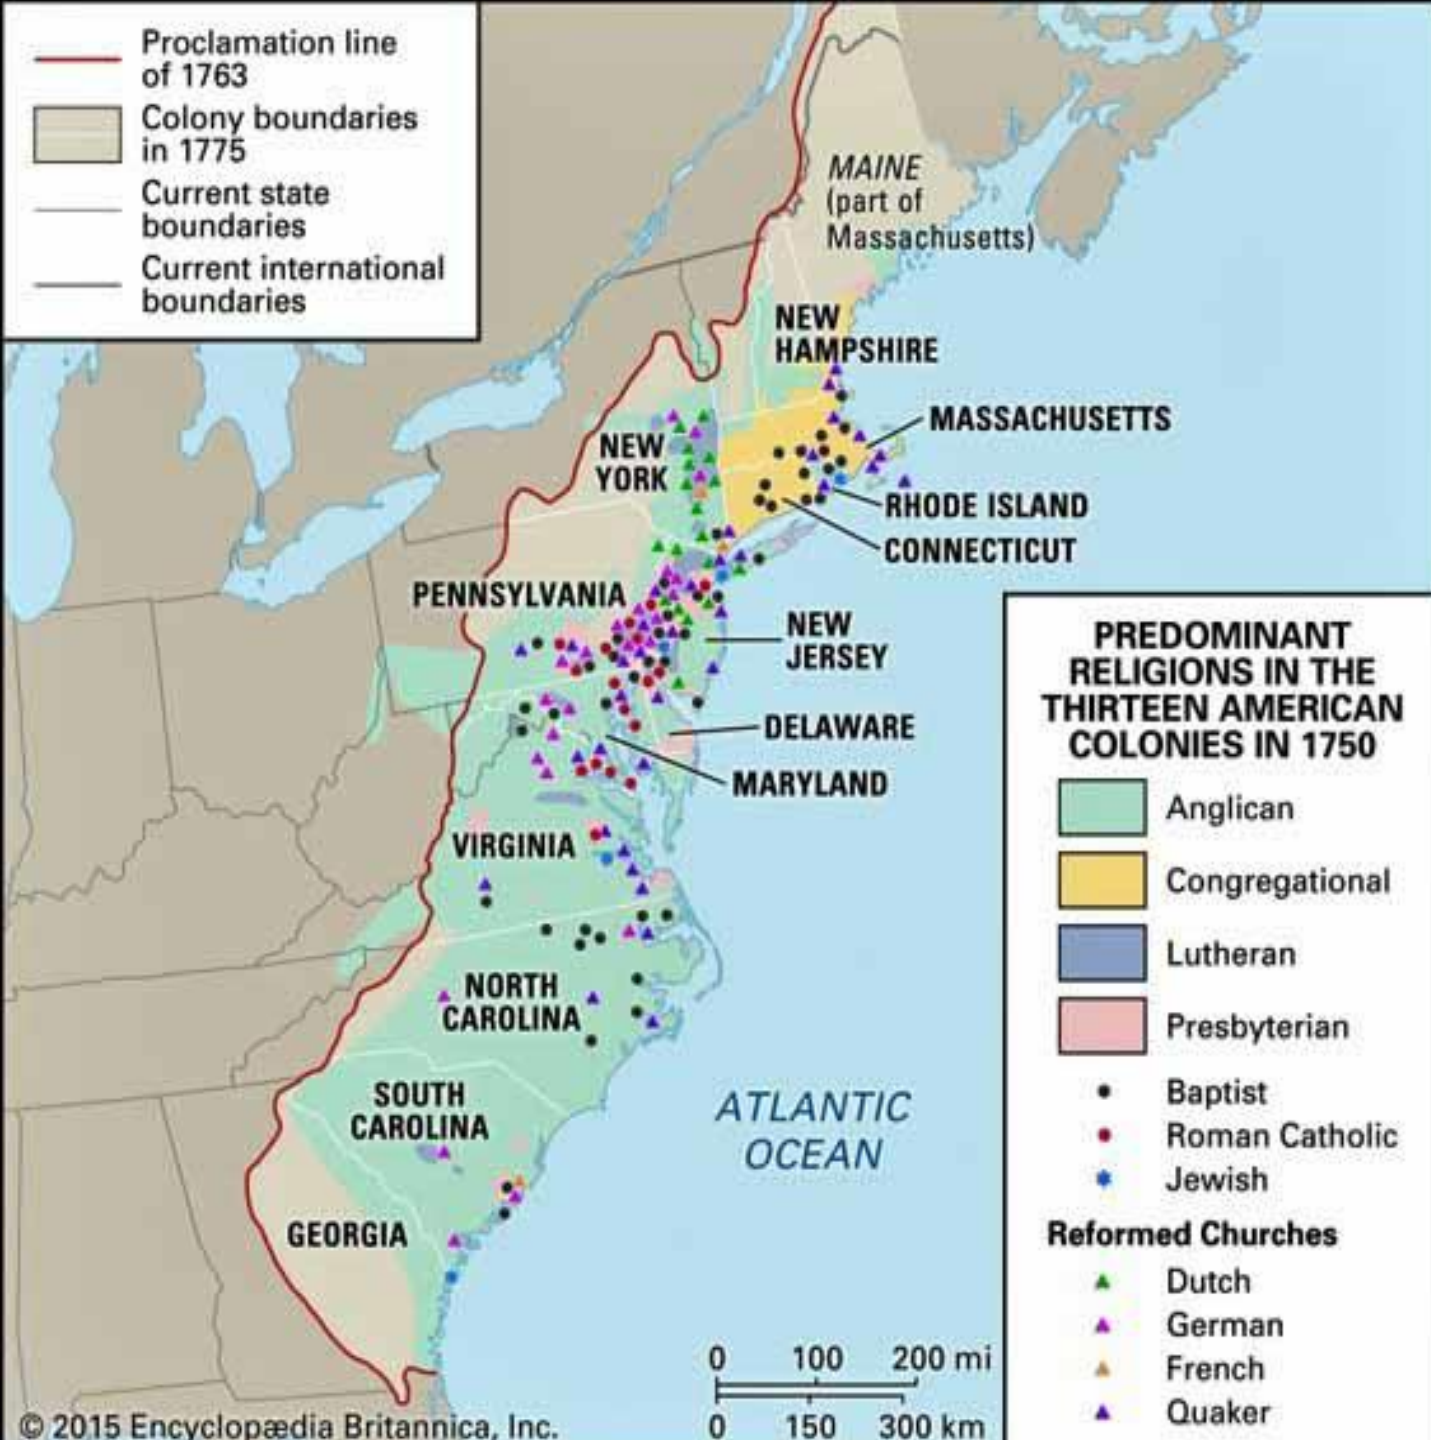 Proclamation line
of 1763
Colony boundaries
in 1775
Current state
boundaries
Current international
boundaries
MAINE
(part of
Massachusetts)
NEW
HAMPSHIRE
MASSACHUSETTS
NEW
YORK
RHODE ISLAND
CONNECTICUT
PENNSYLVANIA
NEW
JERSEY
DELAWARE
MARYLAND
VIRGINIA
NORTH
CAROLINA
SOUTH
CAROLINA
GEORGIA
ATLANTIC
OCEAN
PREDOMINANT
RELIGIONS IN THE
THIRTEEN AMERICAN
COLONIES IN 1750
Anglican
Congregational
Lutheran
Presbyterian
Baptist
Roman Catholic
Jewish
Reformed Churches
Dutch
German
French
Quaker
0 100 200 mi
0 150 300 km
© 2015 Encyclopædia Britannica, Inc.